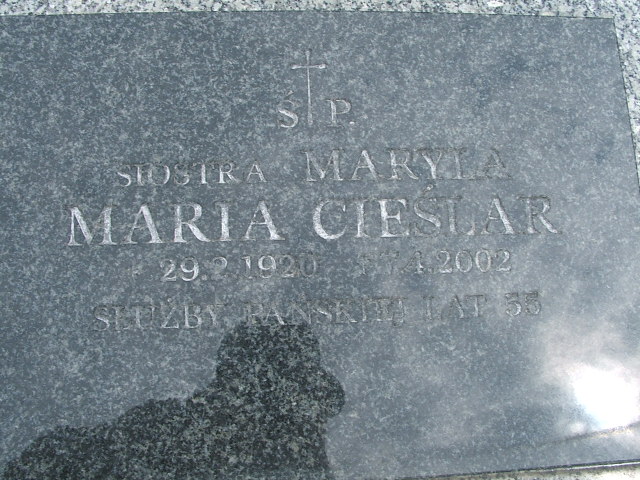 Ś P.
SIOSTRA MARYLA
MARIA CIEŚLAR
* 29.2.1920 † 7.4.2002
SŁUŻBY PAŃSKIEJ LAT 55